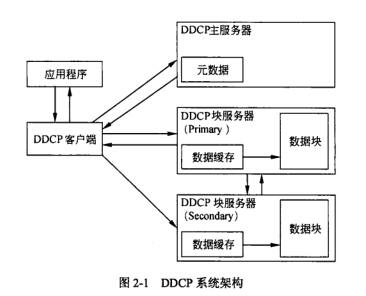 DDCP主服务器
元数据
应用程序
DDCP 客户端
DDCP 块服务器
(Primary )
数据缓存
数据块
DDCP 块服务器
(Secondary)
数据缓存
数据块
图 2-1 DDCP 系统架构